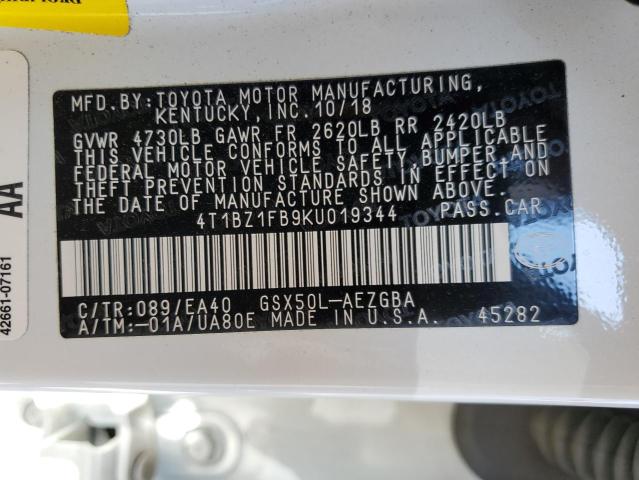 MFD.BY:TOYOTA MOTOR MANUFACTURING,
KENTUCKY, INC.10/18
GVWR 4730LB GAWR FR 2620LB RR 2420LB
THIS VEHICLE CONFORMS TO ALL APPLICABLE
FEDERAL MOTOR VEHICLE SAFETY, BUMPER, AND
THEFT PREVENTION STANDARDS IN EFFECT ON
THE DATE OF MANUFACTURE SHOWN ABOVE.
4T1BZ1FB9KU019344 PASS.CAR
C/TR:089/EA40 GSX50L-AEZGBA
A/TM:-01A/UA80E MADE IN U.S.A. 45282
AA
42661-07161